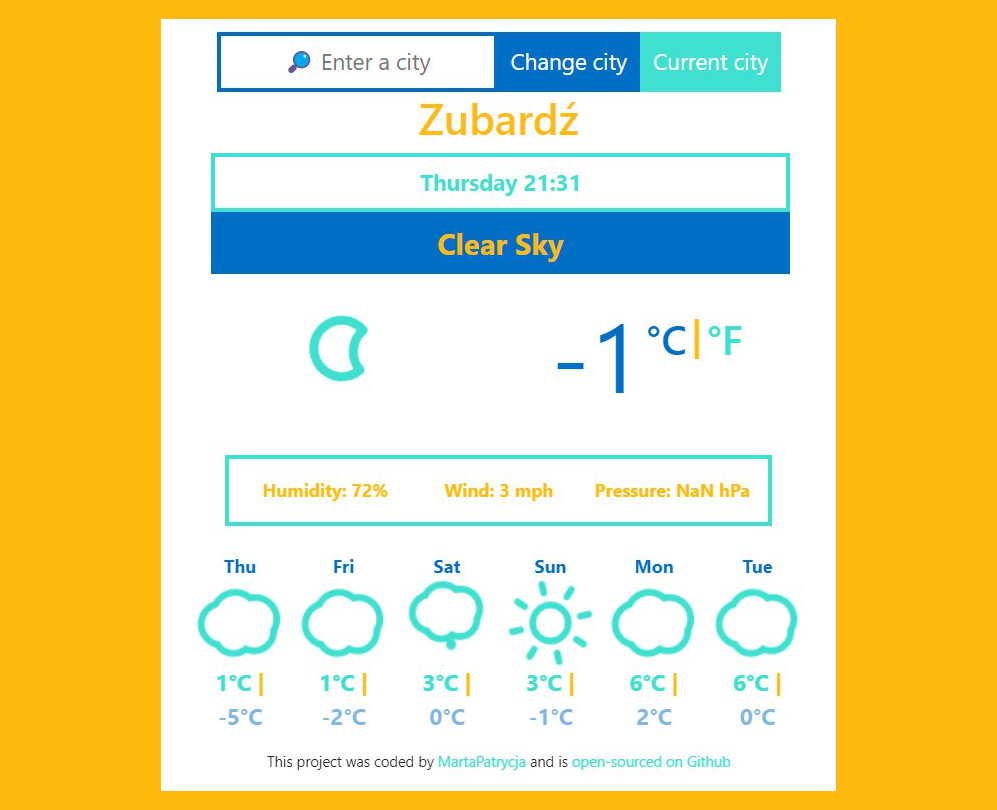 🔎 Enter a city Change city Current city
Zubardź
Thursday 21:31
Clear Sky
-1 °C|°F
Humidity: 72% Wind: 3 mph Pressure: NaN hPa
Thu Fri Sat Sun Mon Tue
1°C | 1°C | 3°C | 3°C | 6°C | 6°C |
-5°C -2°C 0°C -1°C 2°C 0°C
This project was coded by MartaPatrycja and is open-sourced on Github